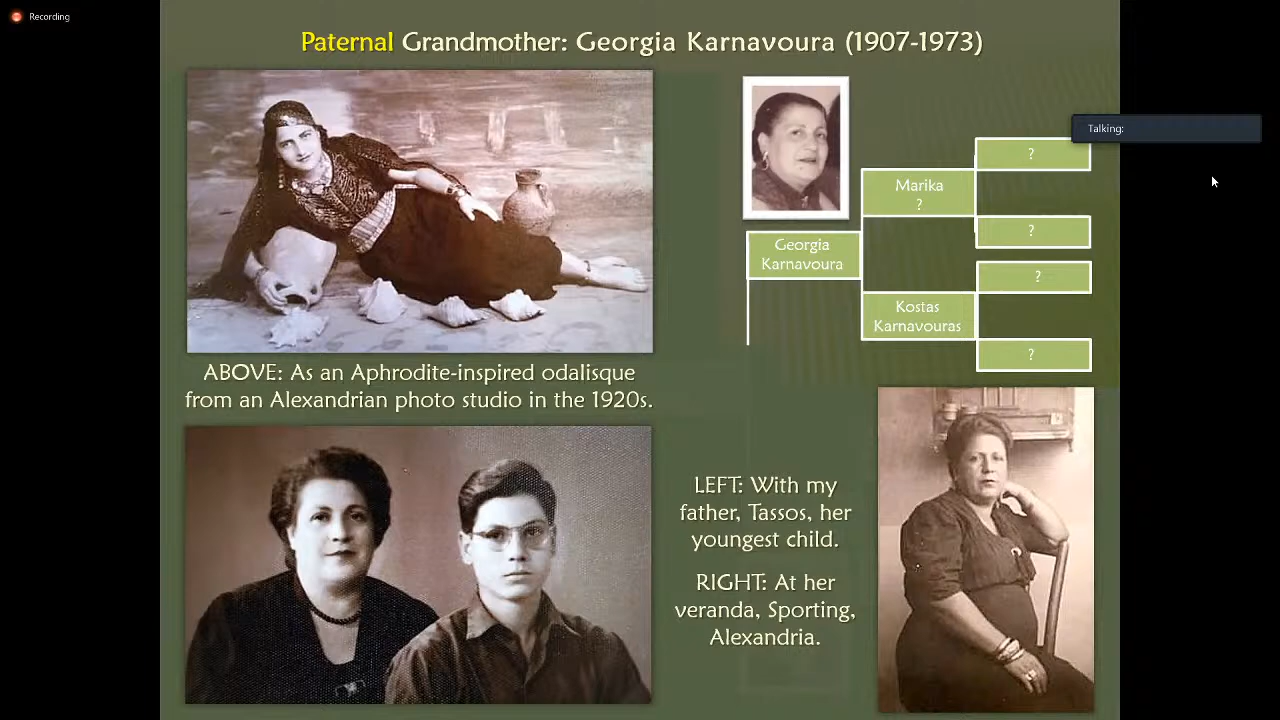 Recording
Paternal Grandmother: Georgia Karnavoura (1907-1973)
Talking:
?
Marika
?
?
Georgia
Karnavoura
?
Kostas
Karnavouras
?
ABOVE: As an Aphrodite-inspired odalisque
from an Alexandrian photo studio in the 1920s.
LEFT: With my
father, Tassos, her
youngest child.
RIGHT: At her
veranda, Sporting,
Alexandria.